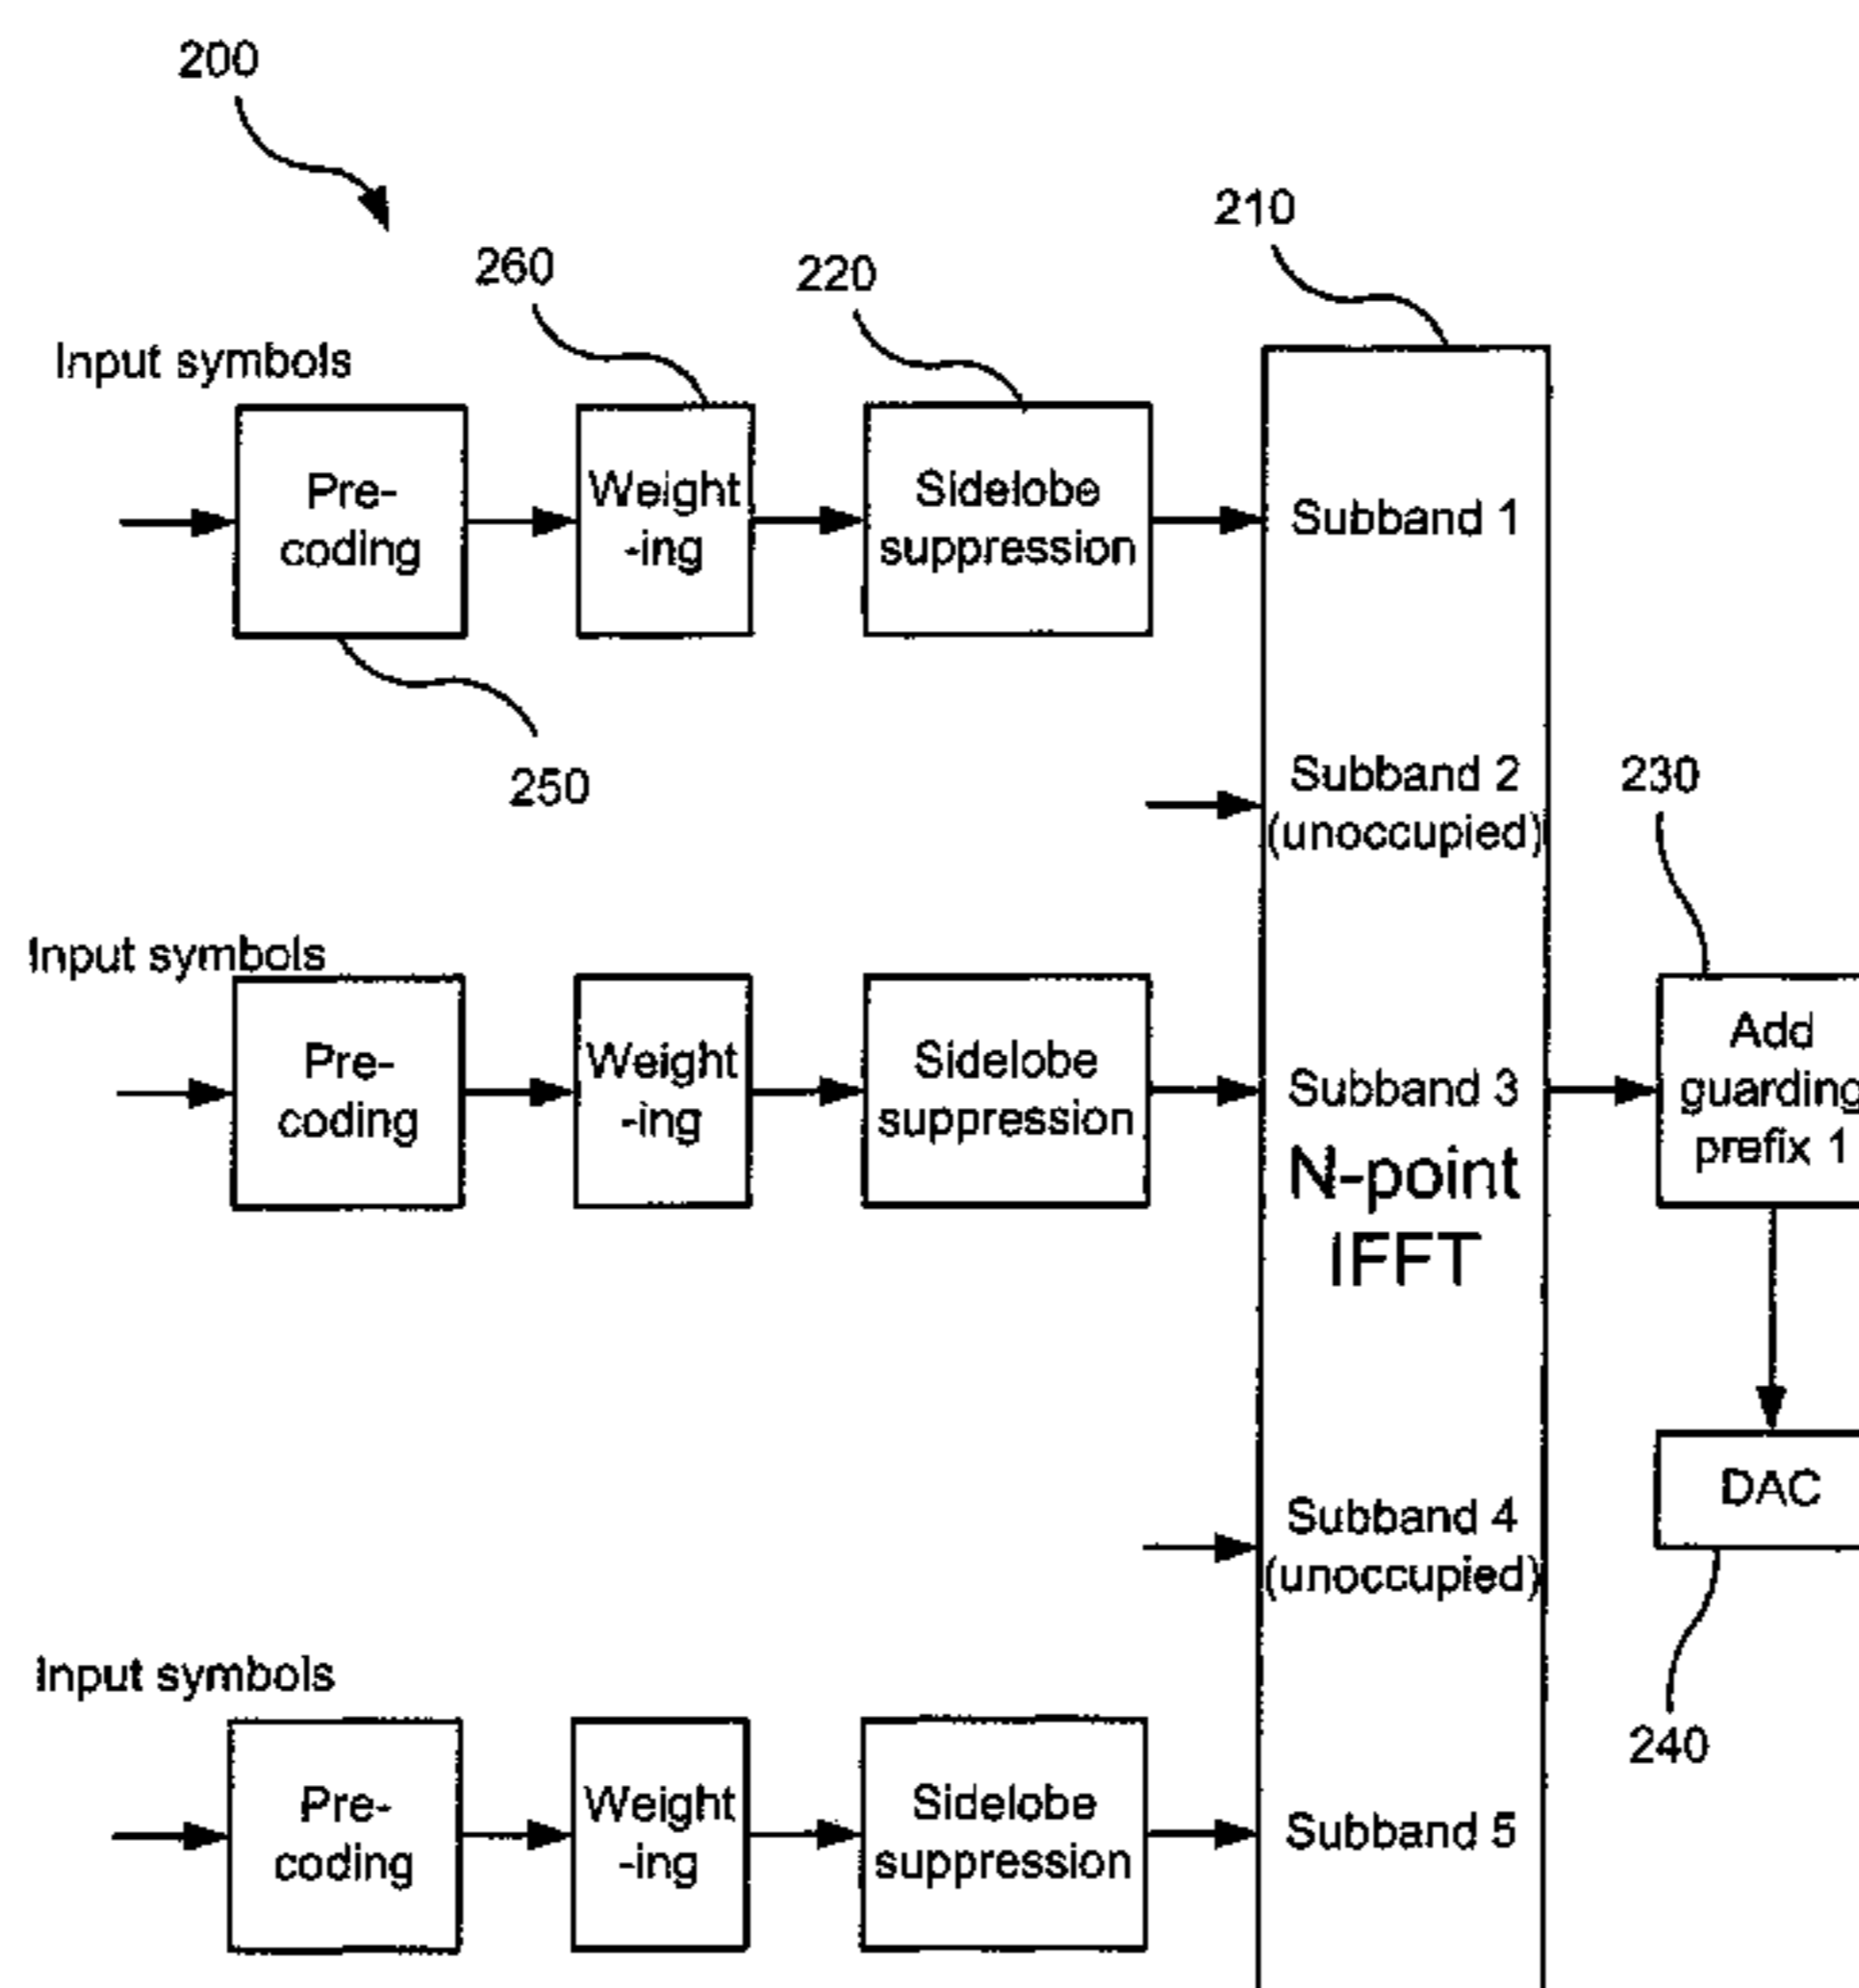 200
210
260
220
Input symbols
Pre-
coding
Weight
-ing
Sidelobe
suppression
Subband 1
250
Subband 2
(unoccupied)
230
Input symbols
Pre-
coding
Weight
-ing
Sidelobe
suppression
Subband 3
N-point
IFFT
Add
guarding
prefix 1
Subband 4
(unoccupied)
DAC
240
Input symbols
Pre-
coding
Weight
-ing
Sidelobe
suppression
Subband 5